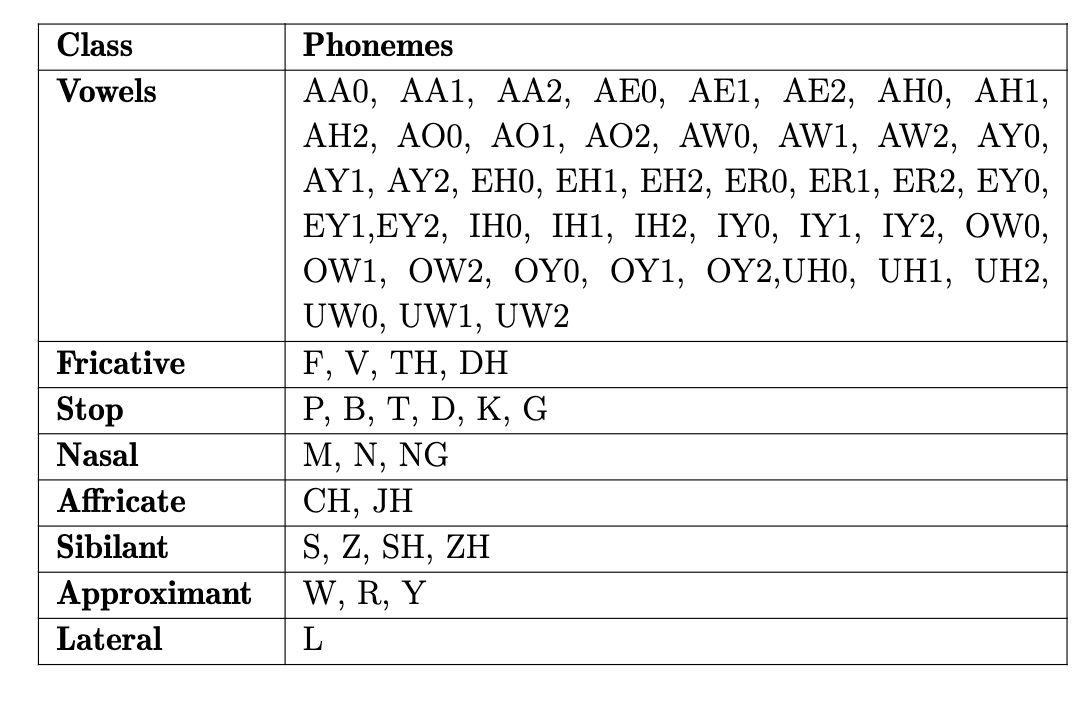 Class Phonemes
Vowels AA0, AA1, AA2, AE0, AE1, AE2, AH0, AH1,
AH2, AO0, AO1, AO2, AW0, AW1, AW2, AY0,
AY1, AY2, EH0, EH1, EH2, ER0, ER1, ER2, EY0,
EY1,EY2, IH0, IH1, IH2, IY0, IY1, IY2, OW0,
OW1, OW2, OY0, OY1, OY2,UH0, UH1, UH2,
UW0, UW1, UW2
Fricative F, V, TH, DH
Stop P, B, T, D, K, G
Nasal M, N, NG
Affricate CH, JH
Sibilant S, Z, SH, ZH
Approximant W, R, Y
Lateral L